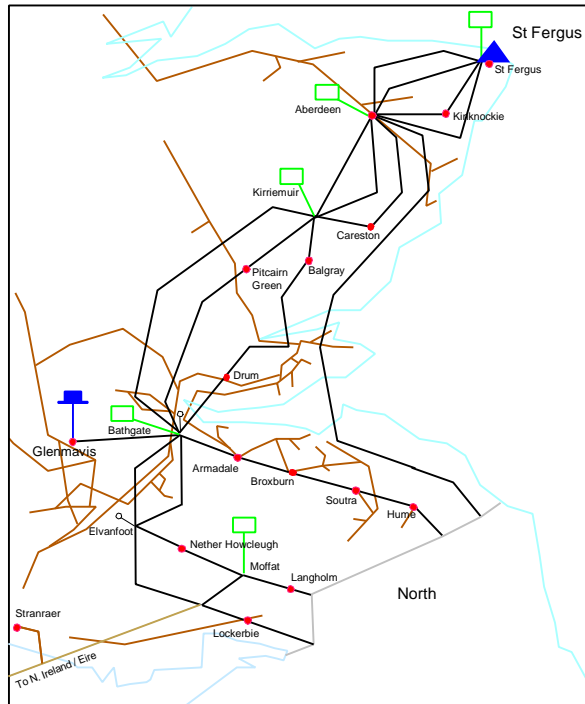 St Fergus
St Fergus
Aberdeen
Kinknockie
Kirriemuir
Careston
Pitcairn
Green
Balgray
Drum
Bathgate
Glenmavis
Armadale
Broxburn
Soutra
Hume
Elvanfoot
Nether Howcleugh
Moffat
Langholm
North
Stranraer
Lockerbie
To N. Ireland / Eire